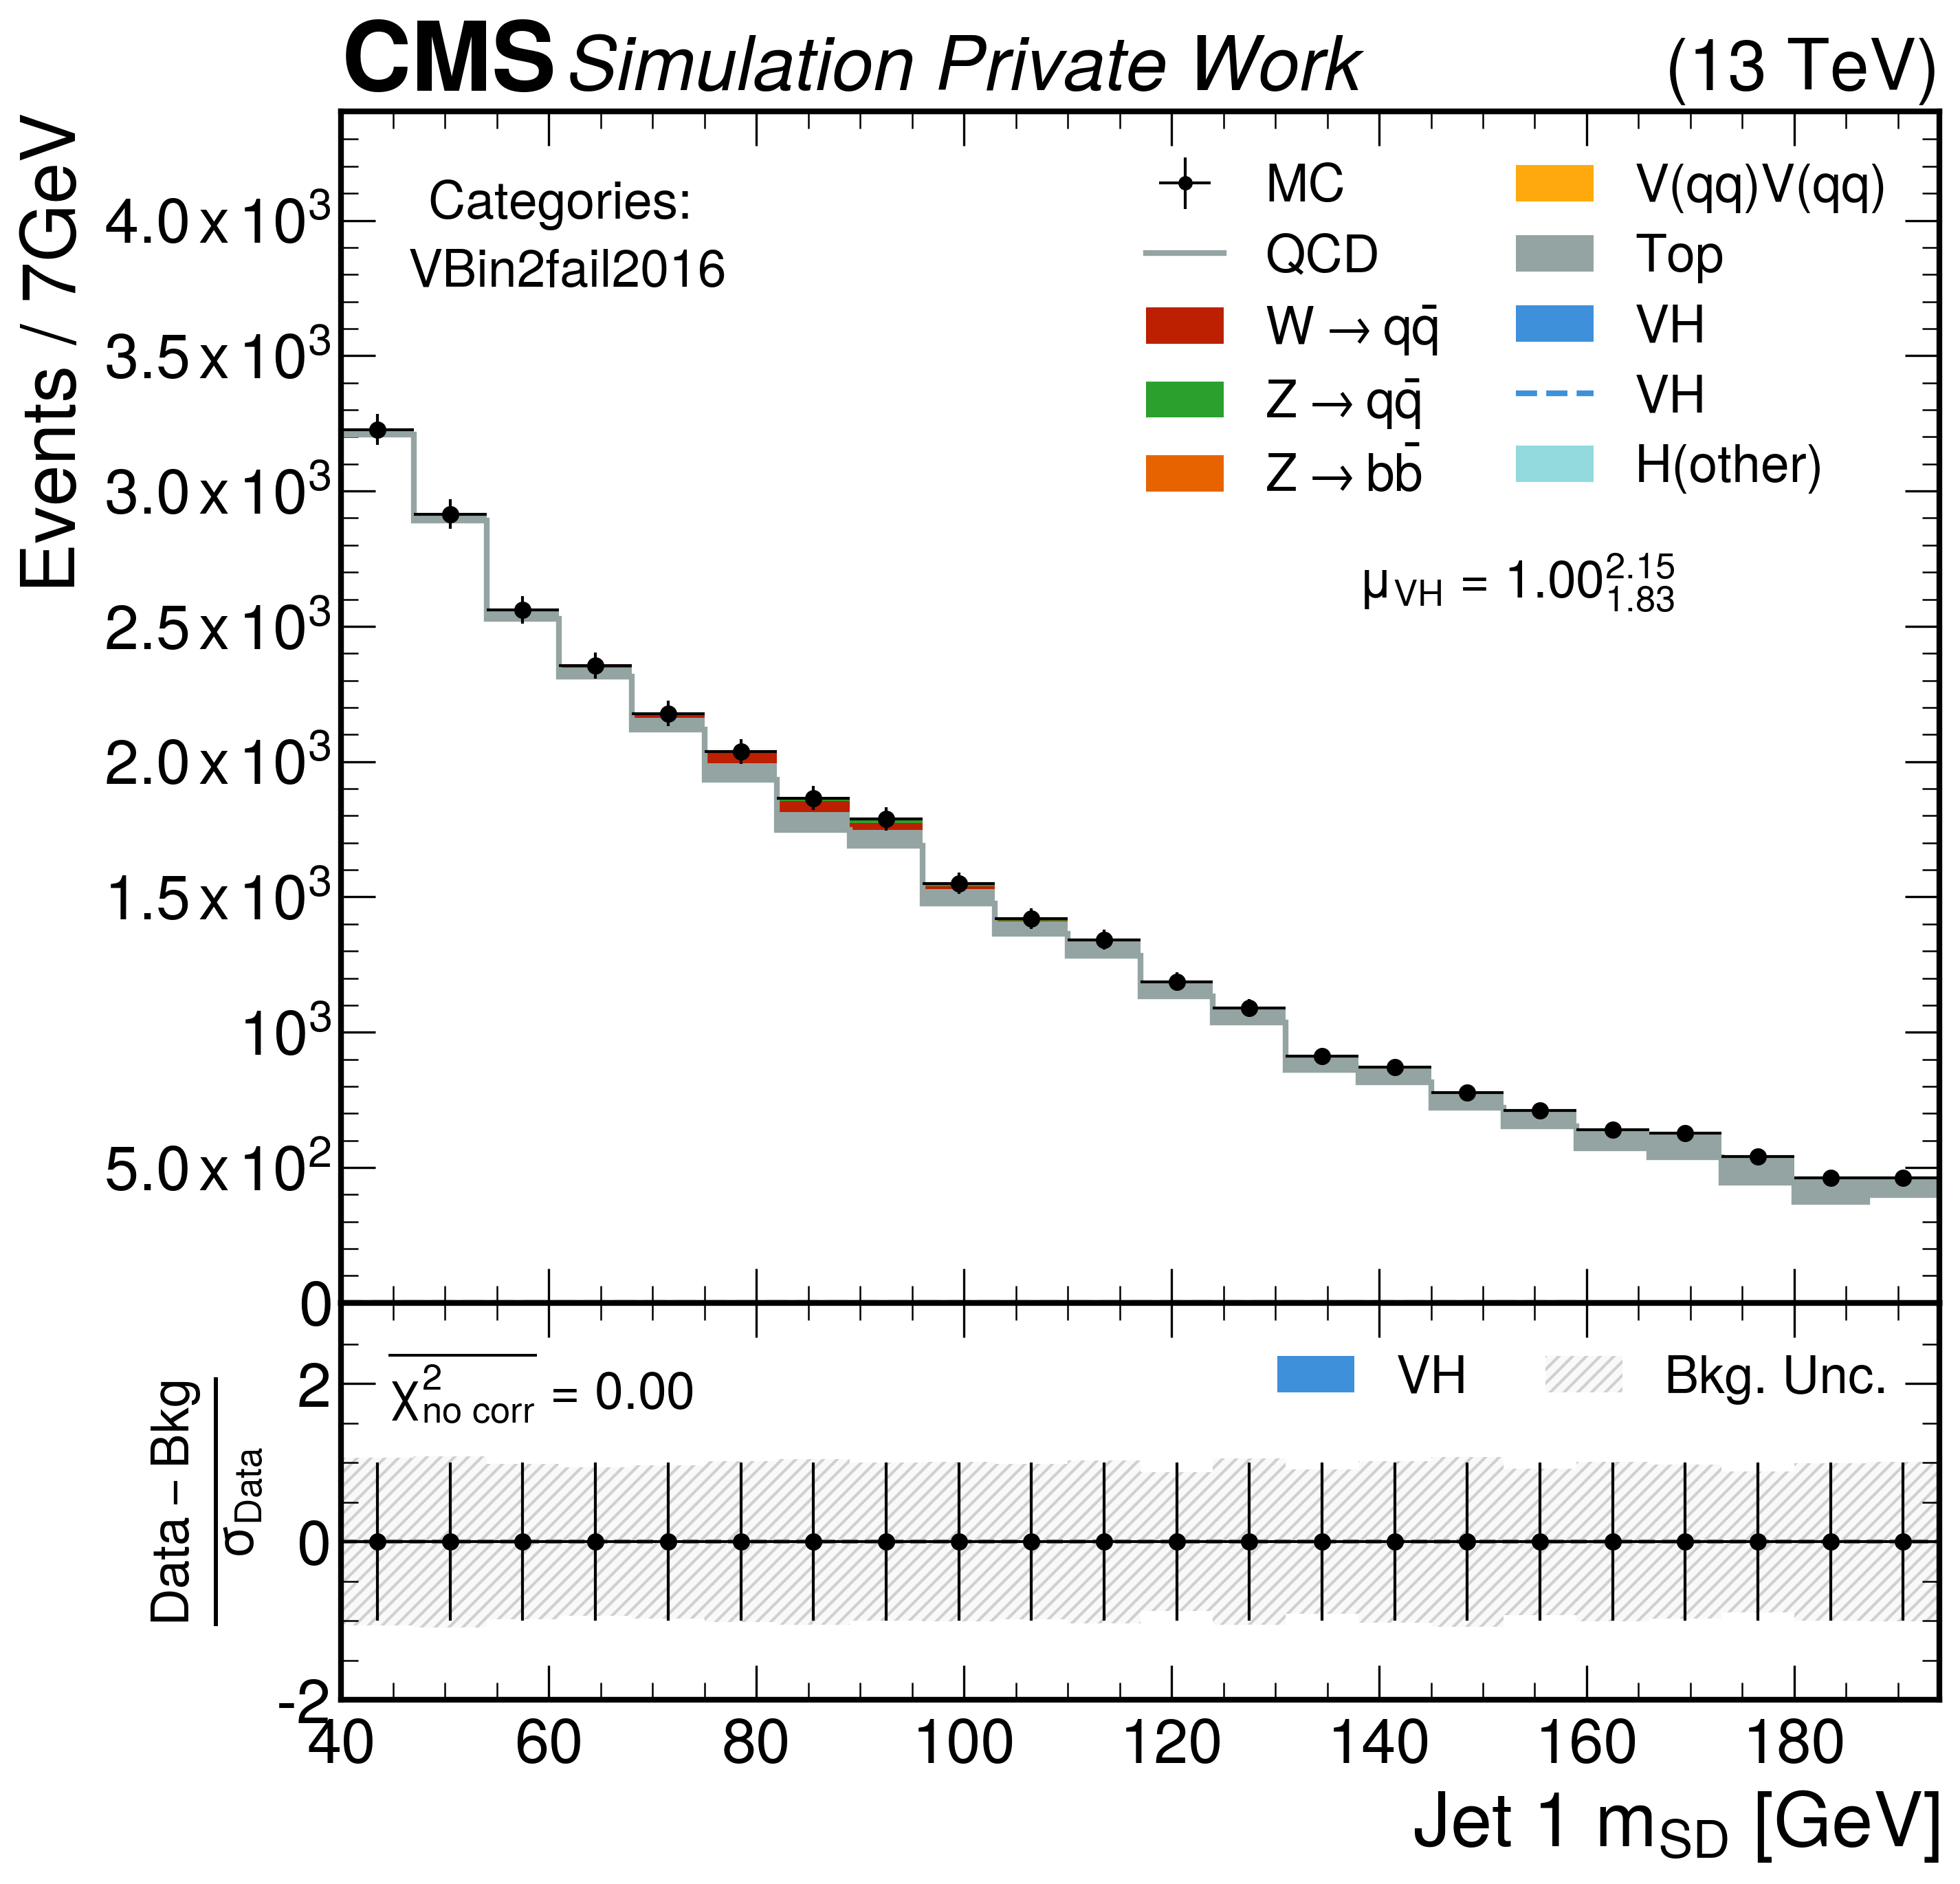 CMS Simulation Private Work (13 TeV)
Events / 7GeV
4.0 x 10³
3.5 x 10³
3.0 x 10³
2.5 x 10³
2.0 x 10³
1.5 x 10³
10³
5.0 x 10²
0
Categories:
VBin2fail2016
MC
QCD
W → qq̄
Z → qq̄
Z → bb̄
V(qq)V(qq)
Top
VH
VH
H(other)
μ_VH = 1.00^2.15_1.83
Data – Bkg
σ_Data
2
0
-2
χ²_no corr = 0.00
VH
Bkg. Unc.
40 60 80 100 120 140 160 180
Jet 1 m_SD [GeV]